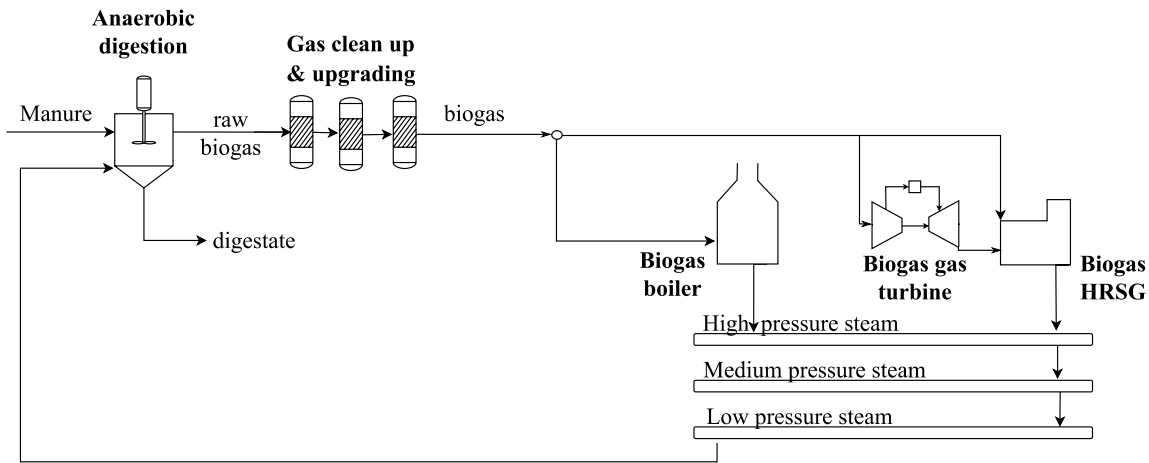 Anaerobic
digestion
Gas clean up
& upgrading
Manure
raw
biogas
biogas
digestate
Biogas
boiler
Biogas gas
turbine
Biogas
HRSG
High pressure steam
Medium pressure steam
Low pressure steam